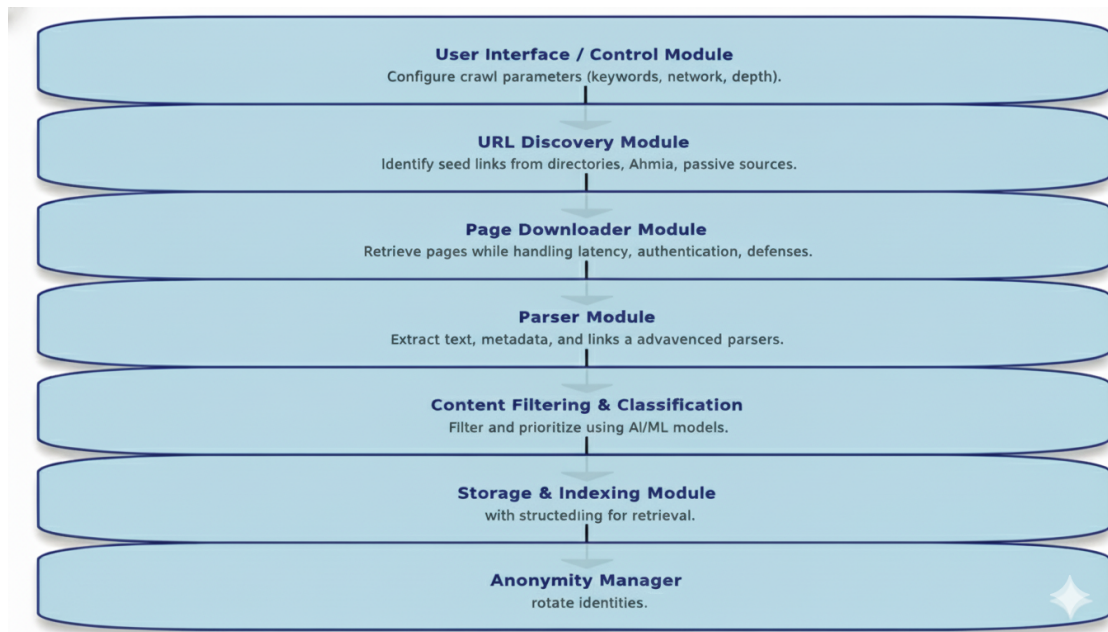 User Interface / Control Module
Configure crawl parameters (keywords, network, depth).
URL Discovery Module
Identify seed links from directories, Ahmia, passive sources.
Page Downloader Module
Retrieve pages while handling latency, authentication, defenses.
Parser Module
Extract text, metadata, and links a advavenced parsers.
Content Filtering & Classification
Filter and prioritize using AI/ML models.
Storage & Indexing Module
with structedling for retrieval.
Anonymity Manager
rotate identities.